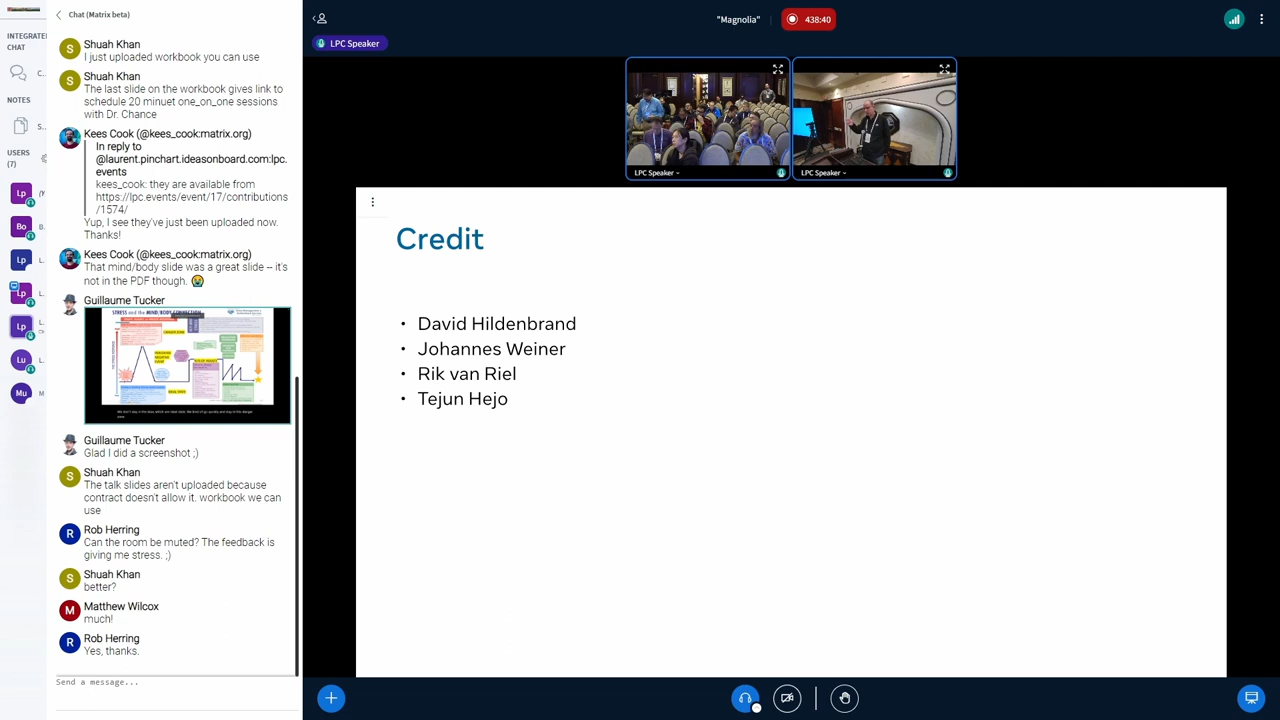 Chat (Matrix beta)
INTEGRATE
CHAT
C...
NOTES
S...
USERS
(7)
Lp
Bo
B.
Lp
L.
Lp
L.
Lp
L.
Lu
L.
Mu
M
S
Shuah Khan
I just uploaded workbook you can use
S
Shuah Khan
The last slide on the workbook gives link to
schedule 20 minuet one_on_one sessions
with Dr. Chance
Kees Cook (@kees_cook:matrix.org)
In reply to
@laurent.pinchart.ideasonboard.com:lpc.
events
kees_cook: they are available from
https://lpc.events/event/17/contributions
/1574/
Yup, I see they've just been uploaded now.
Thanks!
Kees Cook (@kees_cook:matrix.org)
That mind/body slide was a great slide -- it's
not in the PDF though. 😭
Guillaume Tucker
STRESS and the MIND/BODY CONNECTION
Guillaume Tucker
Glad I did a screenshot ;)
S
Shuah Khan
The talk slides aren't uploaded because
contract doesn't allow it. workbook we can
use
R
Rob Herring
Can the room be muted? The feedback is
giving me stress. ;)
S
Shuah Khan
better?
M
Matthew Wilcox
much!
R
Rob Herring
Yes, thanks.
Send a message...
"Magnolia"
438:40
LPC Speaker
LPC Speaker
LPC Speaker
Credit
• David Hildenbrand
• Johannes Weiner
• Rik van Riel
• Tejun Hejo